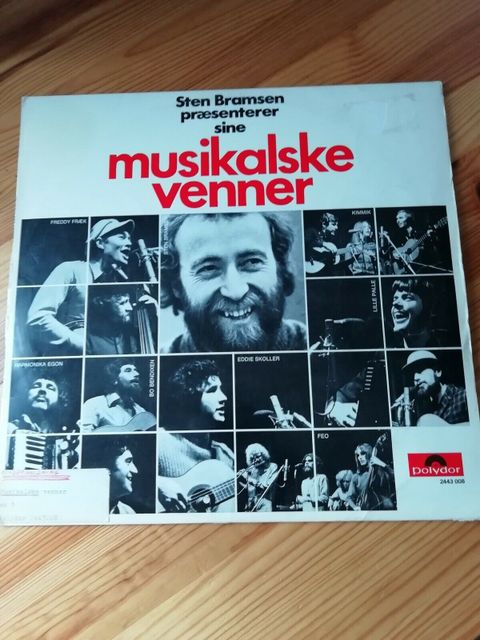 Sten Bramsen
præsenterer
sine
musikalske
venner
FREDDY FRÆK
KIMMIK
LILLE PALLE
HARMONIKA EGON
BO BENDIXEN
EDDIE SKOLLER
FEO
polydor
2443 008
venner